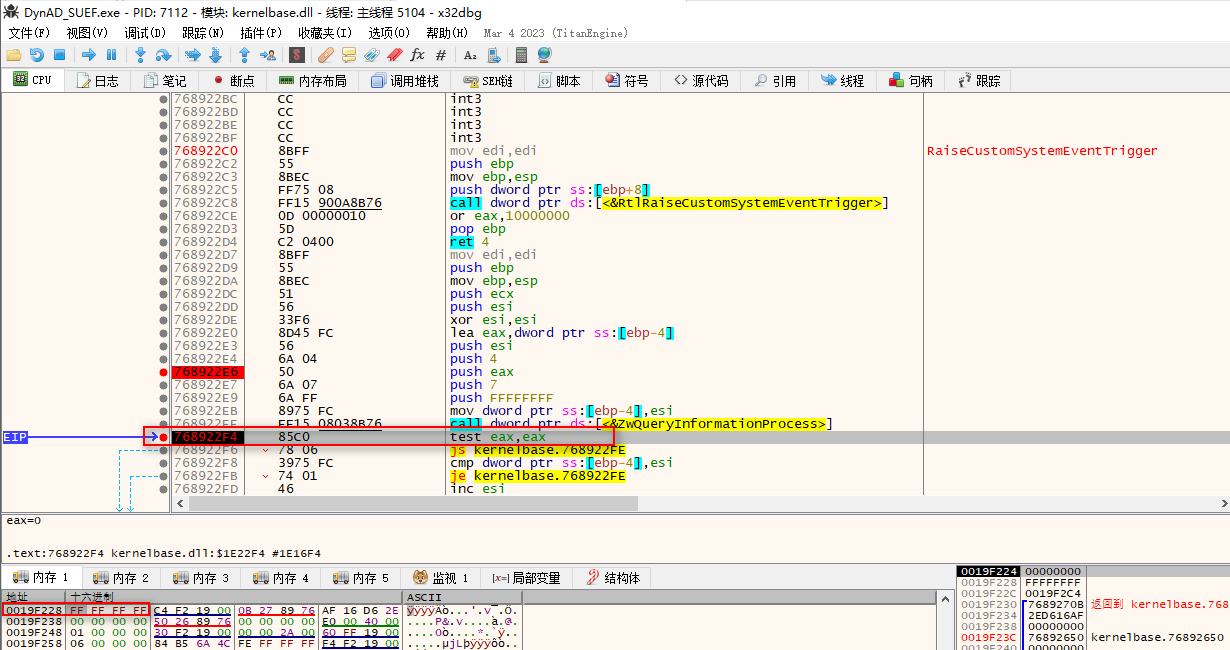 DynAD_SUEF.exe - PID: 7112 - 模块: kernelbase.dll - 线程: 主线程 5104 - x32dbg
文件(F) 视图(V) 调试(D) 跟踪(N) 插件(P) 收藏夹(I) 选项(O) 帮助(H) Mar 4 2023 (TitanEngine)
CPU 日志 笔记 断点 内存布局 调用堆栈 SEH链 脚本 符号 源代码 引用 线程 句柄 跟踪
768922BC CC int3
768922BD CC int3
768922BE CC int3
768922BF CC int3
768922C0 8BFF mov edi,edi RaiseCustomSystemEventTrigger
768922C2 55 push ebp
768922C3 8BEC mov ebp,esp
768922C5 FF75 08 push dword ptr ss:[ebp+8]
768922C8 FF15 900A8B76 call dword ptr ds:[<&RtlRaiseCustomSystemEventTrigger>]
768922CE 0D 00000010 or eax,10000000
768922D3 5D pop ebp
768922D4 C2 0400 ret 4
768922D7 8BFF mov edi,edi
768922D9 55 push ebp
768922DA 8BEC mov ebp,esp
768922DC 51 push ecx
768922DD 56 push esi
768922DE 33F6 xor esi,esi
768922E0 8D45 FC lea eax,dword ptr ss:[ebp-4]
768922E3 56 push esi
768922E4 6A 04 push 4
768922E6 50 push eax
768922E7 6A 07 push 7
768922E9 6A FF push FFFFFFFF
768922EB 8975 FC mov dword ptr ss:[ebp-4],esi
768922EE FF15 08038B76 call dword ptr ds:[<&ZwQueryInformationProcess>]
EIP 768922F4 85C0 test eax,eax
768922F6 78 06 js kernelbase.768922FE
768922F8 3975 FC cmp dword ptr ss:[ebp-4],esi
768922FB 74 01 je kernelbase.768922FE
768922FD 46 inc esi
eax=0
.text:768922F4 kernelbase.dll:$1E22F4 #1E16F4
内存 1 内存 2 内存 3 内存 4 内存 5 监视 1 [x=] 局部变量 结构体
地址 十六进制 ASCII
0019F228 FF FF FF FF C4 F2 19 00 0B 27 89 76 AF 16 D6 2E ÿÿÿÿÄò...'.v¯.Ö.
0019F238 00 00 00 00 50 26 89 76 00 00 00 00 E0 00 40 00 ....P&.v....à.@.
0019F248 01 00 00 00 30 F2 19 00 00 00 2A 00 60 FF 19 00 ....0ò....*.`ÿ..
0019F258 06 00 00 00 84 B5 6A 4C FE FF FF FF F4 F2 19 00 .....µjLþÿÿÿôò..
0019F224 00000000
0019F228 FFFFFFFF
0019F22C 0019F2C4
0019F230 7689270B 返回到 kernelbase.768
0019F234 2ED616AF
0019F238 00000000
0019F23C 76892650 kernelbase.76892650
0019F240 00000000